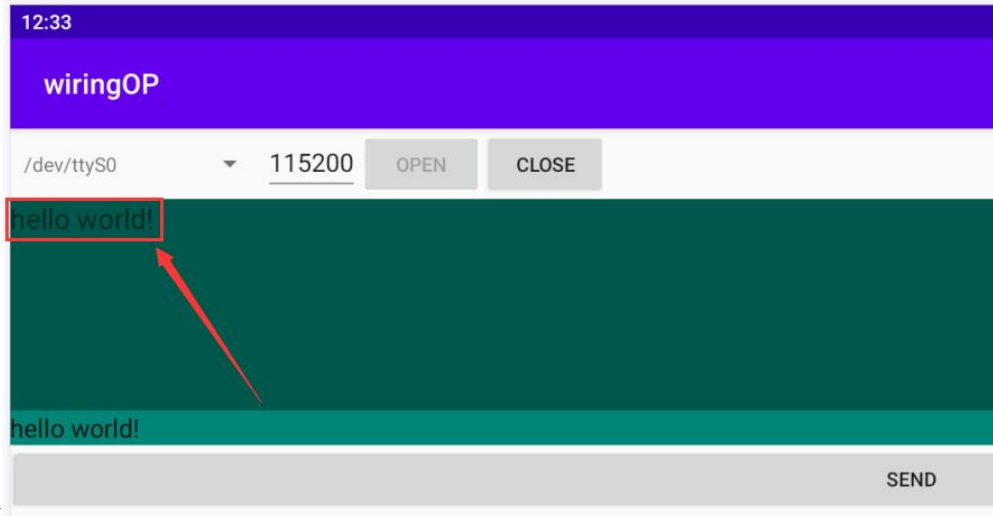 12:33
wiringOP
/dev/ttyS0 115200 OPEN CLOSE
hello world!
hello world!
SEND